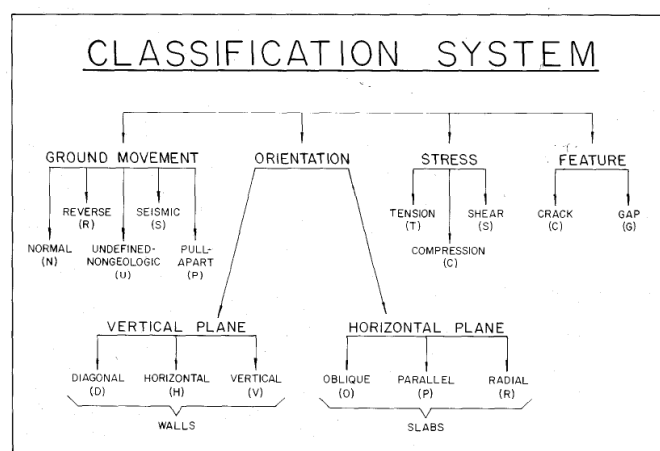 CLASSIFICATION SYSTEM
GROUND MOVEMENT ORIENTATION STRESS FEATURE
REVERSE SEISMIC TENSION SHEAR CRACK GAP
(R) (S) (T) (S) (C) (G)
NORMAL UNDEFINED- PULL- COMPRESSION
(N) NONGEOLOGIC APART (C)
(U) (P)
VERTICAL PLANE HORIZONTAL PLANE
DIAGONAL HORIZONTAL VERTICAL OBLIQUE PARALLEL RADIAL
(D) (H) (V) (O) (P) (R)
WALLS SLABS